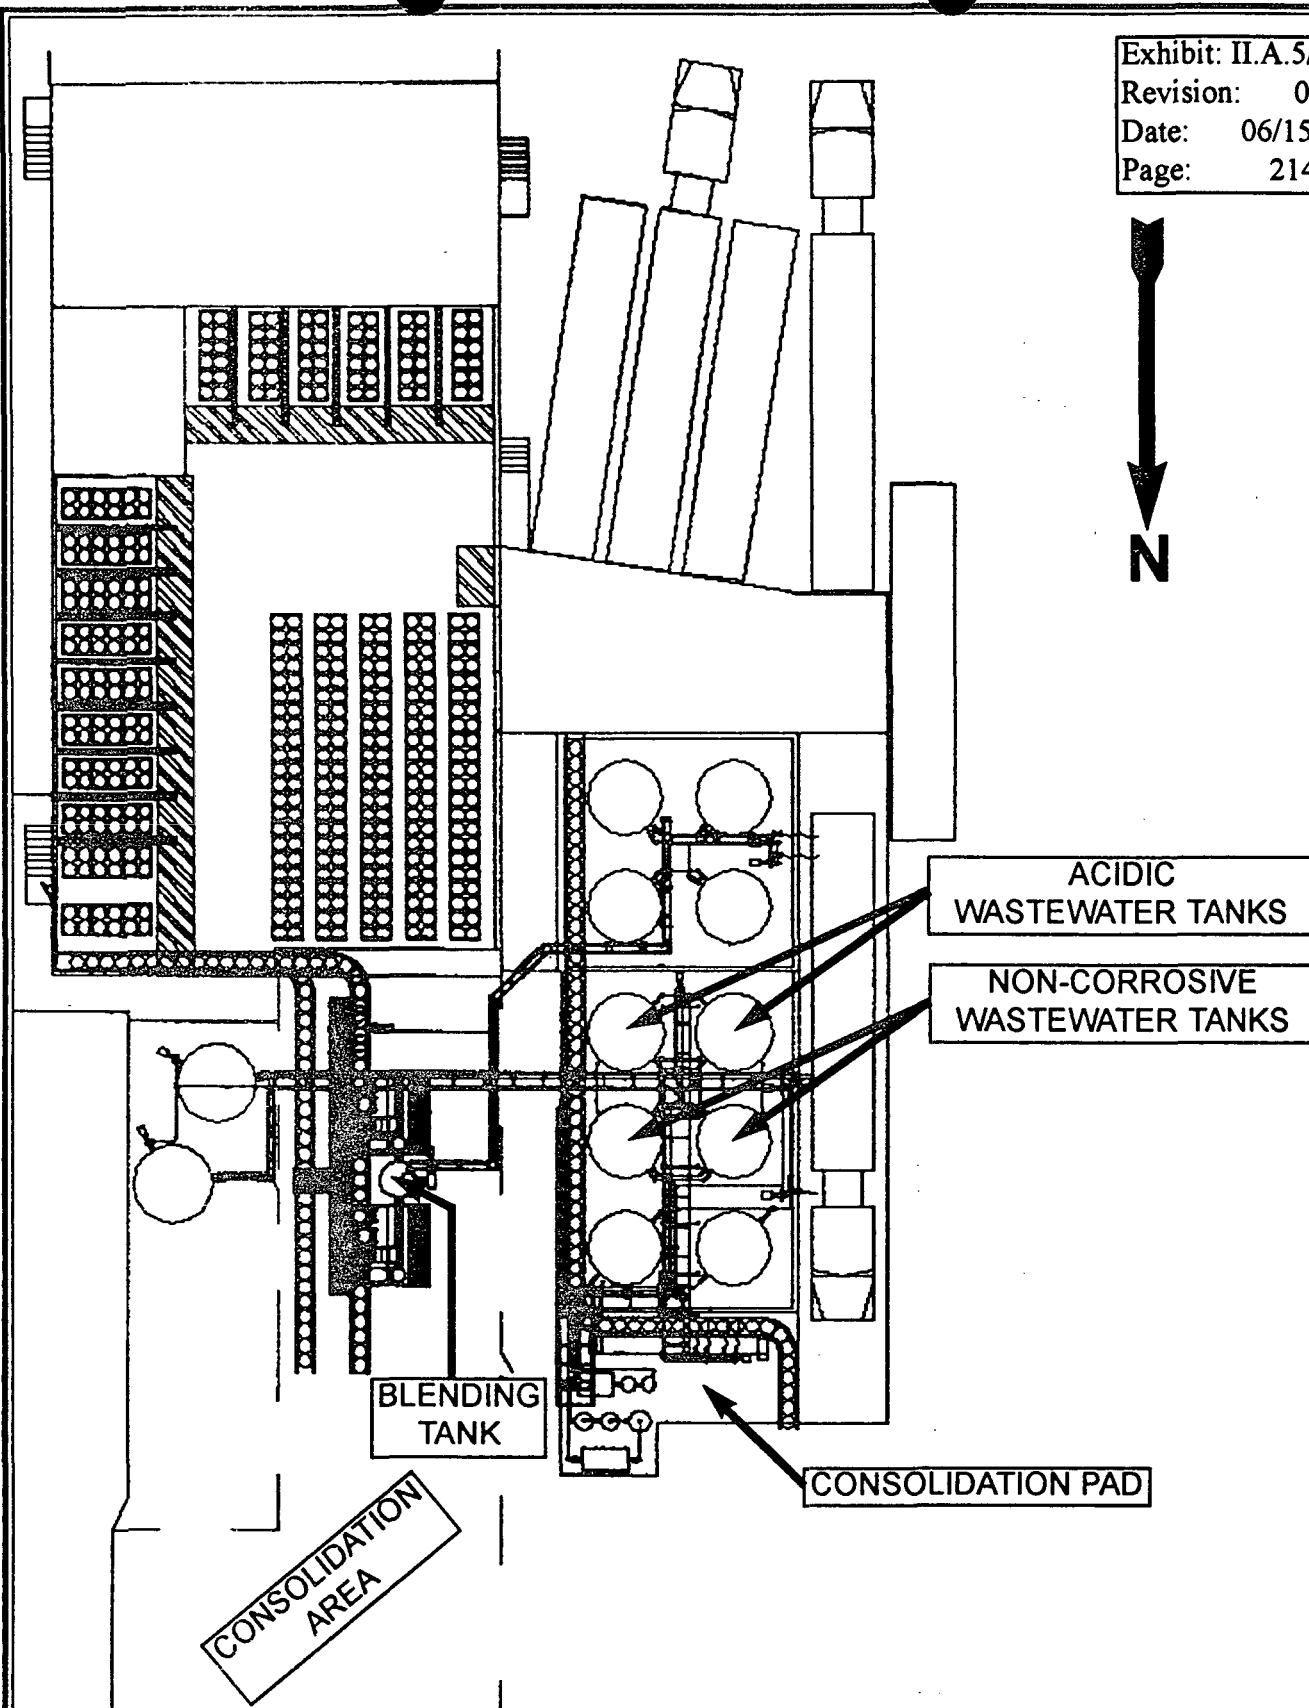 Exhibit: II.A.5/
Revision: 0
Date: 06/15
Page: 214
N
ACIDIC
WASTEWATER TANKS
NON-CORROSIVE
WASTEWATER TANKS
BLENDING
TANK
CONSOLIDATION PAD
CONSOLIDATION
AREA